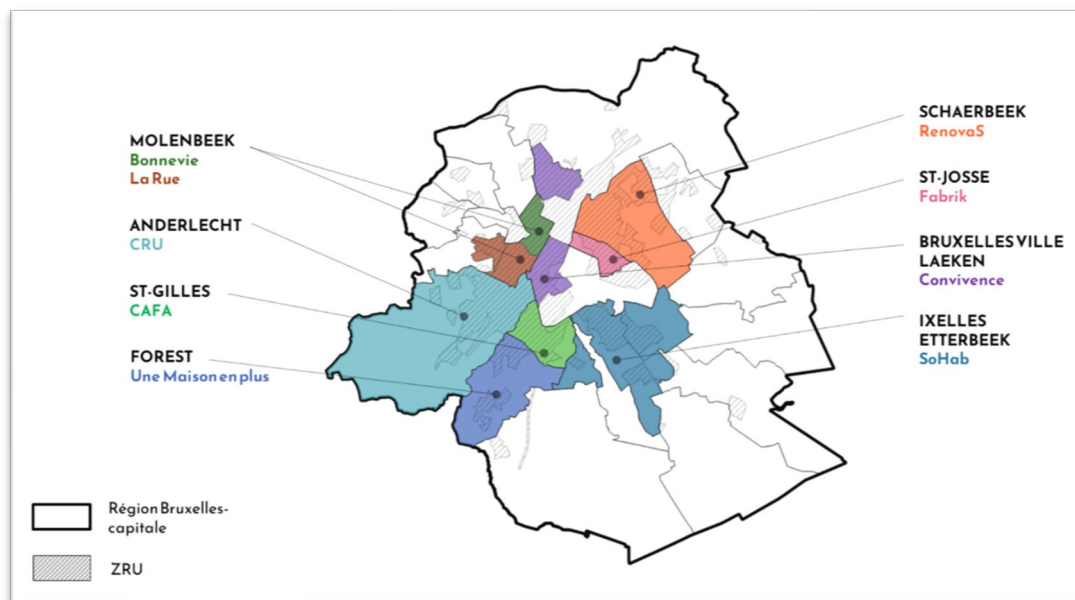 MOLENBEEK
Bonnevie
La Rue
ANDERLECHT
CRU
ST-GILLES
CAFA
FOREST
Une Maison en plus
SCHAERBEEK
RenovaS
ST-JOSSE
Fabrik
BRUXELLES VILLE
LAEKEN
Convivence
IXELLES
ETTERBEEK
SoHab
Région Bruxelles-
capitale
ZRU